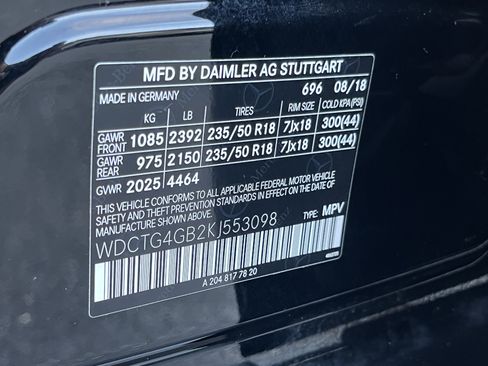 MFD BY DAIMLER AG STUTTGART
MADE IN GERMANY 696 08/18
KG LB TIRES RIM SIZE COLD KPA (PSI)
GAWR FRONT 1085 2392 235/50 R18 7Jx18 300(44)
GAWR REAR 975 2150 235/50 R18 7Jx18 300(44)
GVWR 2025 4464
THIS VEHICLE CONFORMS TO ALL APPLICABLE FEDERAL MOTOR VEHICLE
SAFETY AND THEFT PREVENTION STANDARDS IN EFFECT ON THE DATE OF
MANUFACTURE SHOWN ABOVE.
WDCTG4GB2KJ553098 TYPE: MPV
A 204 817 78 20